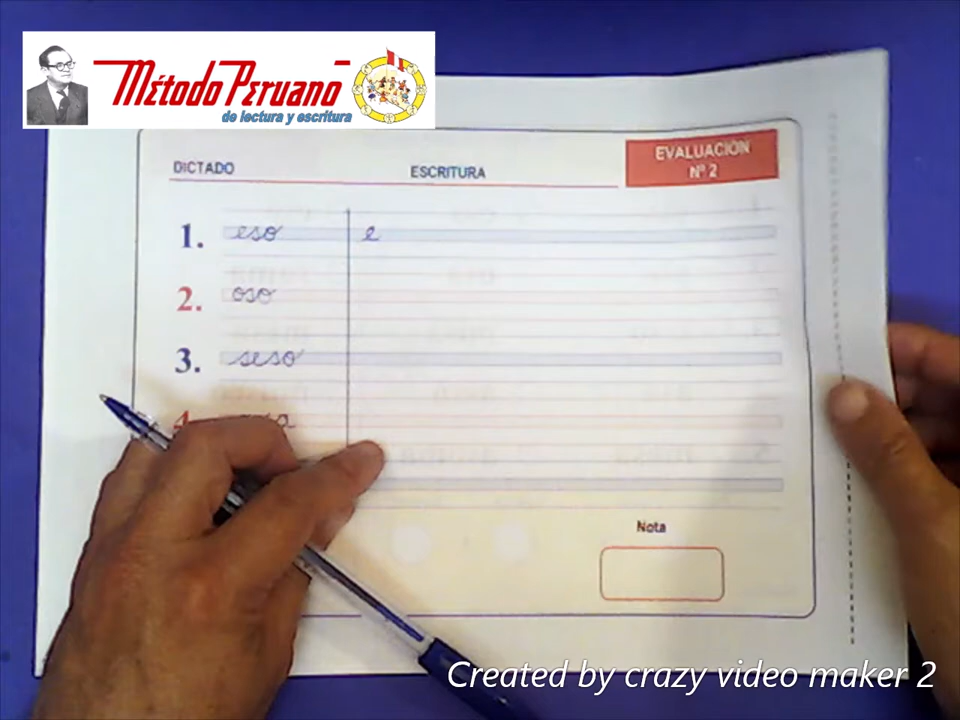 Método Peruano
de lectura y escritura
DICTADO ESCRITURA EVALUACIÓN
Nº 2
1. eso e
2. oso
3. seso
4.
Nota
Created by crazy video maker 2